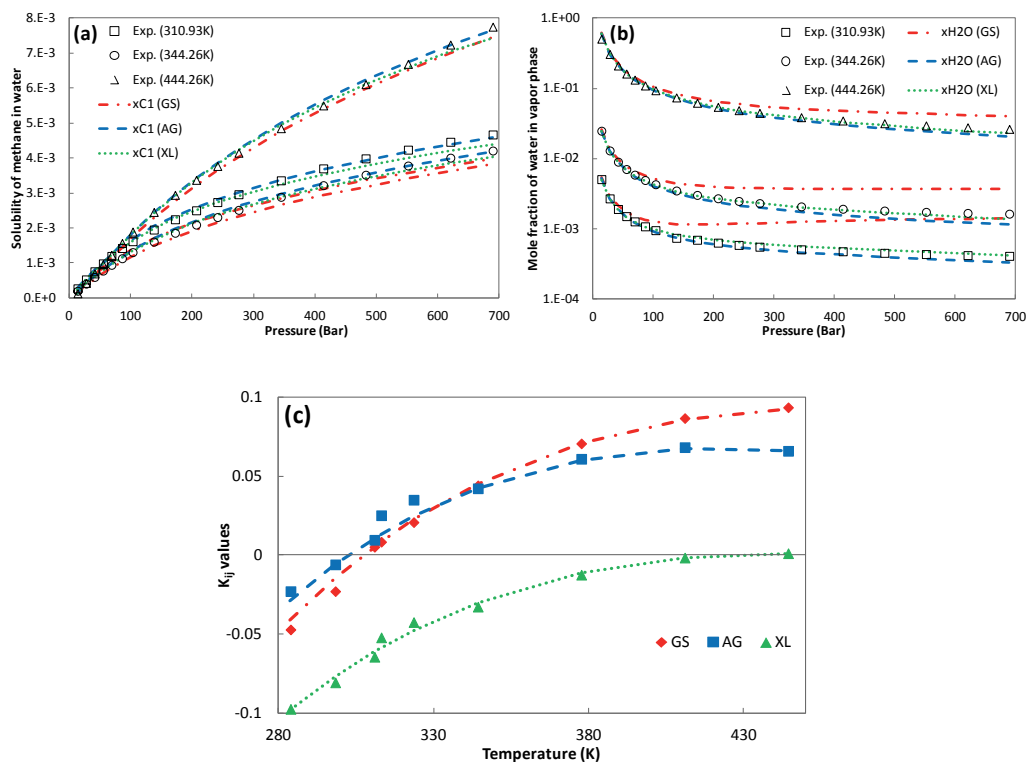 (a)
8.E-3
7.E-3
6.E-3
5.E-3
4.E-3
3.E-3
2.E-3
1.E-3
0.E+0
Solubility of methane in water
Exp. (310.93K)
Exp. (344.26K)
Exp. (444.26K)
xC1 (GS)
xC1 (AG)
xC1 (XL)
0 100 200 300 400 500 600 700
Pressure (Bar)
(b)
1.E+00
1.E-01
1.E-02
1.E-03
1.E-04
Mole fraction of water in vapor phase
Exp. (310.93K) xH2O (GS)
Exp. (344.26K) xH2O (AG)
Exp. (444.26K) xH2O (XL)
0 100 200 300 400 500 600 700
Pressure (Bar)
(c)
0.1
0.05
0
-0.05
-0.1
Kij values
GS AG XL
280 330 380 430
Temperature (K)